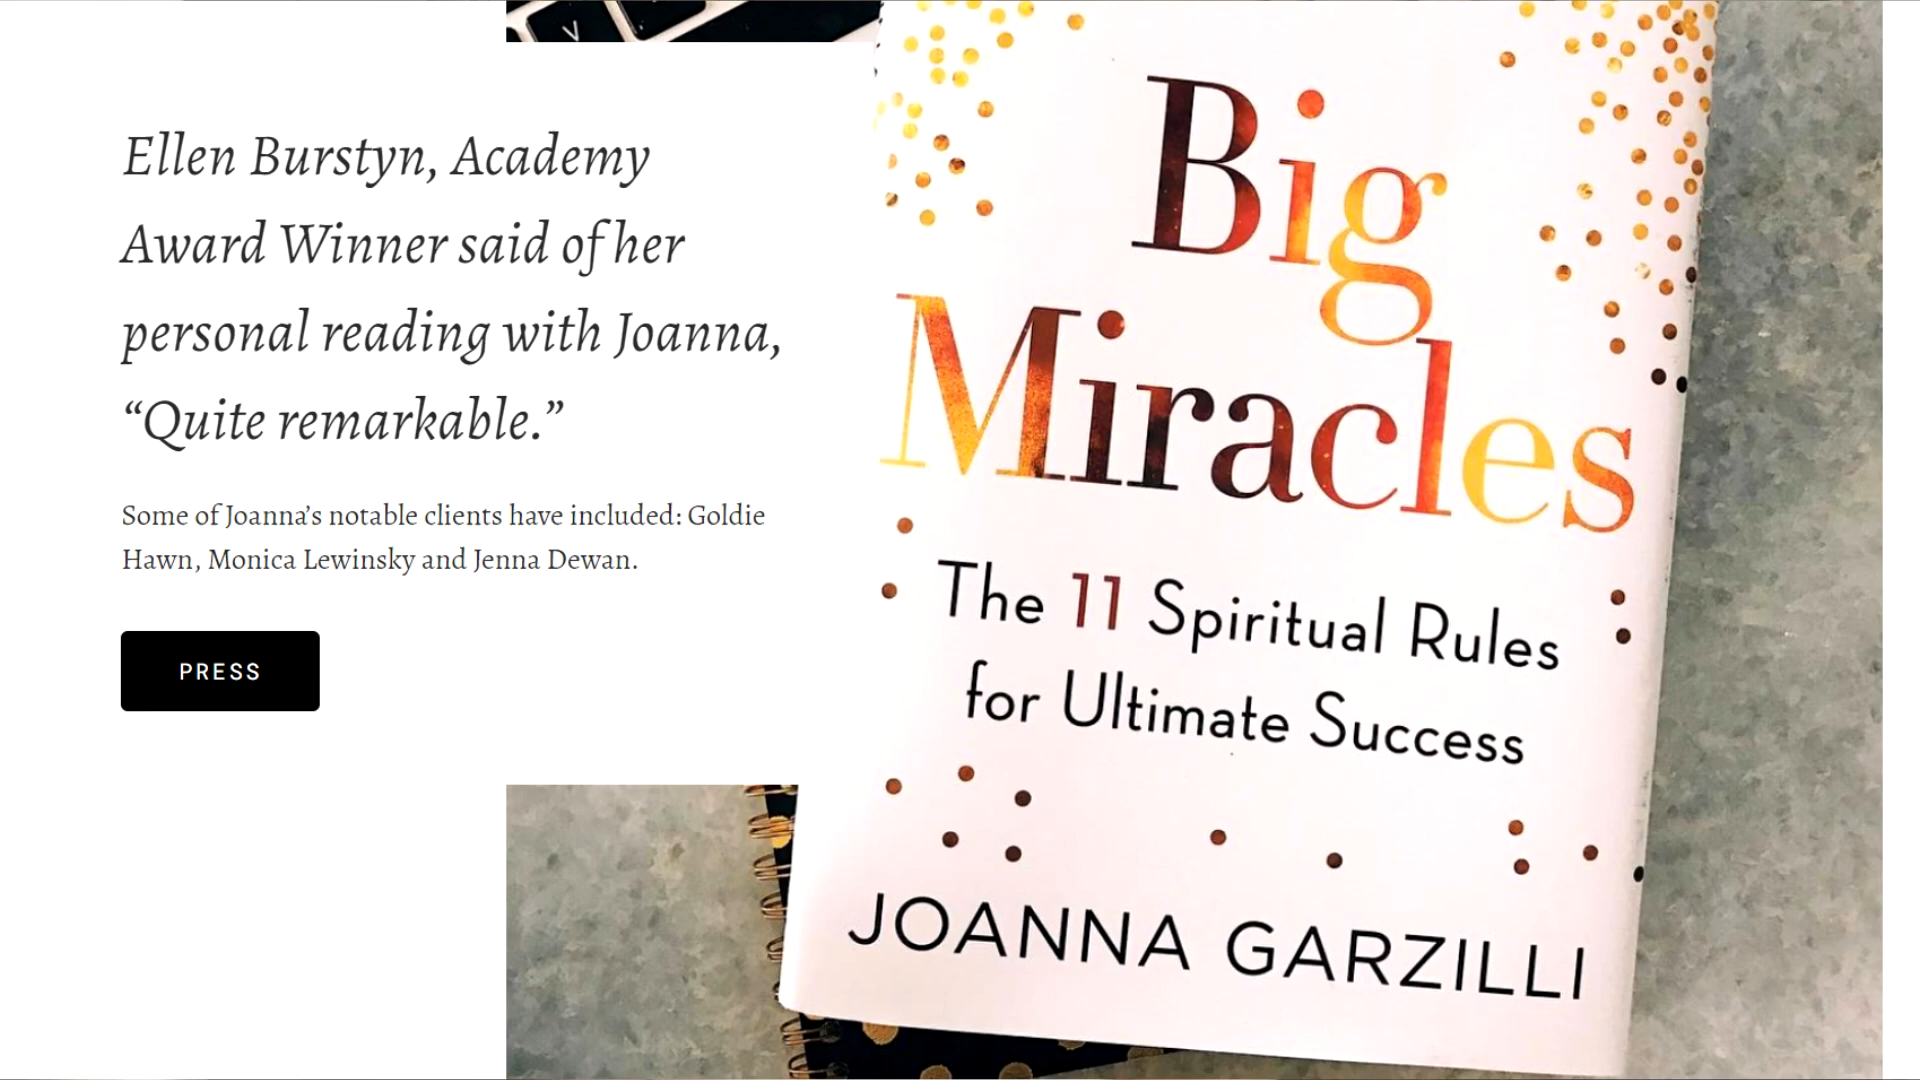 V
Ellen Burstyn, Academy
Award Winner said of her
personal reading with Joanna,
“Quite remarkable.”
Some of Joanna’s notable clients have included: Goldie
Hawn, Monica Lewinsky and Jenna Dewan.
PRESS
Big
Miracles
The 11 Spiritual Rules
for Ultimate Success
JOANNA GARZILLI